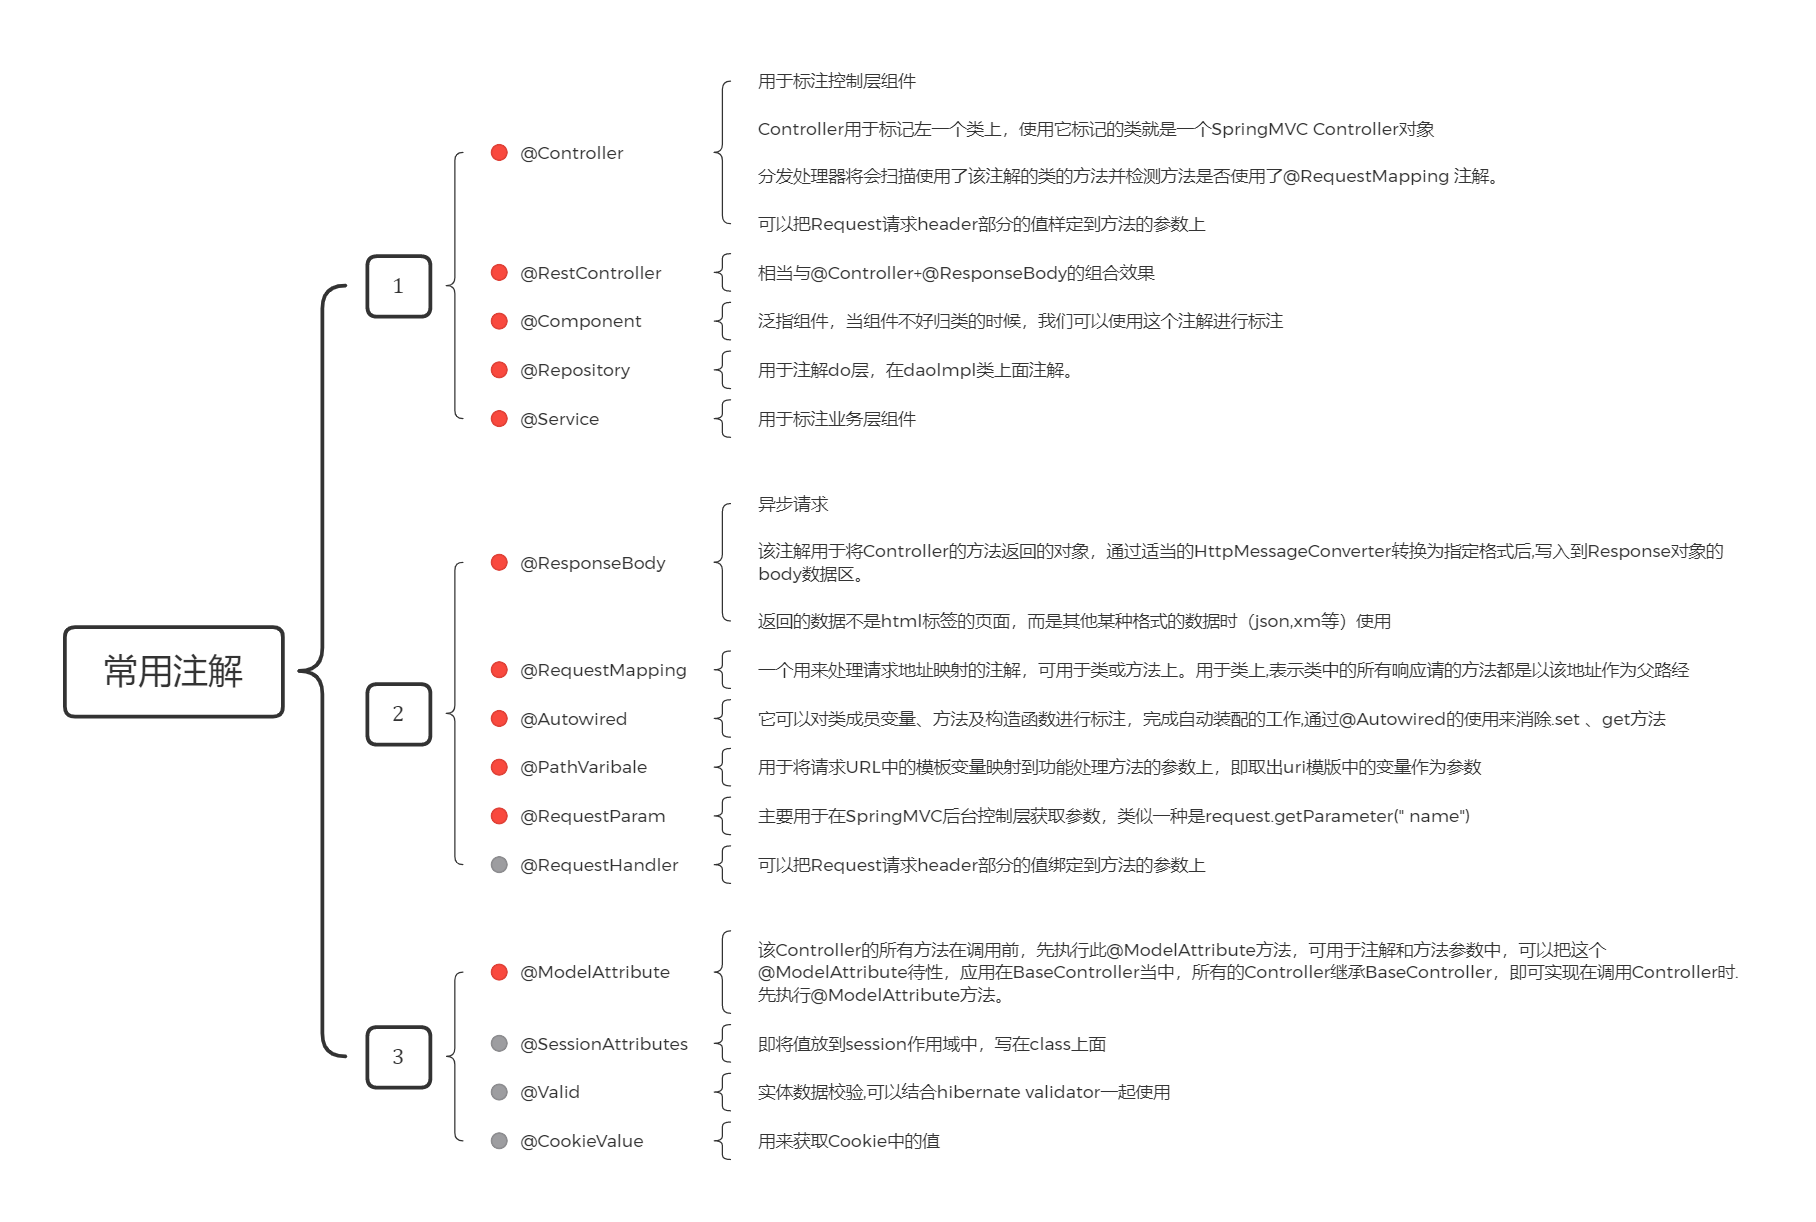 常用注解
1
@Controller
用于标注控制层组件
Controller用于标记左一个类上，使用它标记的类就是一个SpringMVC Controller对象
分发处理器将会扫描使用了该注解的类的方法并检测方法是否使用了@RequestMapping 注解。
可以把Request请求header部分的值样定到方法的参数上
@RestController
相当与@Controller+@ResponseBody的组合效果
@Component
泛指组件，当组件不好归类的时候，我们可以使用这个注解进行标注
@Repository
用于注解do层，在daoImpl类上面注解。
@Service
用于标注业务层组件
2
@ResponseBody
异步请求
该注解用于将Controller的方法返回的对象，通过适当的HttpMessageConverter转换为指定格式后,写入到Response对象的
body数据区。
返回的数据不是html标签的页面，而是其他某种格式的数据时（json,xm等）使用
@RequestMapping
一个用来处理请求地址映射的注解，可用于类或方法上。用于类上,表示类中的所有响应请的方法都是以该地址作为父路经
@Autowired
它可以对类成员变量、方法及构造函数进行标注，完成自动装配的工作,通过@Autowired的使用来消除.set 、get方法
@PathVaribale
用于将请求URL中的模板变量映射到功能处理方法的参数上，即取出uri模版中的变量作为参数
@RequestParam
主要用于在SpringMVC后台控制层获取参数，类似一种是request.getParameter(" name")
@RequestHandler
可以把Request请求header部分的值绑定到方法的参数上
3
@ModelAttribute
该Controller的所有方法在调用前，先执行此@ModelAttribute方法，可用于注解和方法参数中，可以把这个
@ModelAttribute待性，应用在BaseController当中，所有的Controller继承BaseController，即可实现在调用Controller时.
先执行@ModelAttribute方法。
@SessionAttributes
即将值放到session作用域中，写在class上面
@Valid
实体数据校验,可以结合hibernate validator一起使用
@CookieValue
用来获取Cookie中的值